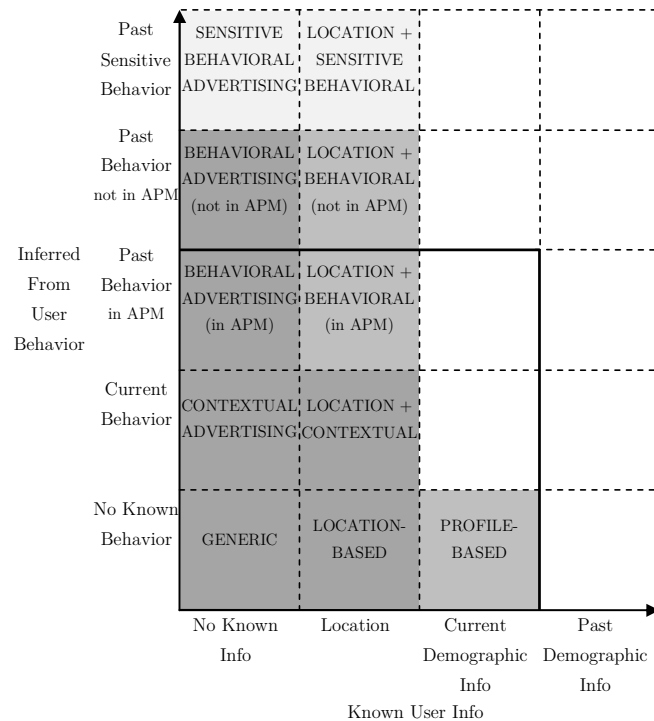 Past
Sensitive
Behavior
SENSITIVE
BEHAVIORAL
ADVERTISING
LOCATION +
SENSITIVE
BEHAVIORAL
Past
Behavior
not in APM
BEHAVIORAL
ADVERTISING
(not in APM)
LOCATION +
BEHAVIORAL
(not in APM)
Inferred
From
User
Behavior
Past
Behavior
in APM
BEHAVIORAL
ADVERTISING
(in APM)
LOCATION +
BEHAVIORAL
(in APM)
Current
Behavior
CONTEXTUAL
ADVERTISING
LOCATION +
CONTEXTUAL
No Known
Behavior
GENERIC
LOCATION-
BASED
PROFILE-
BASED
No Known
Info
Location
Current
Demographic
Info
Past
Demographic
Info
Known User Info